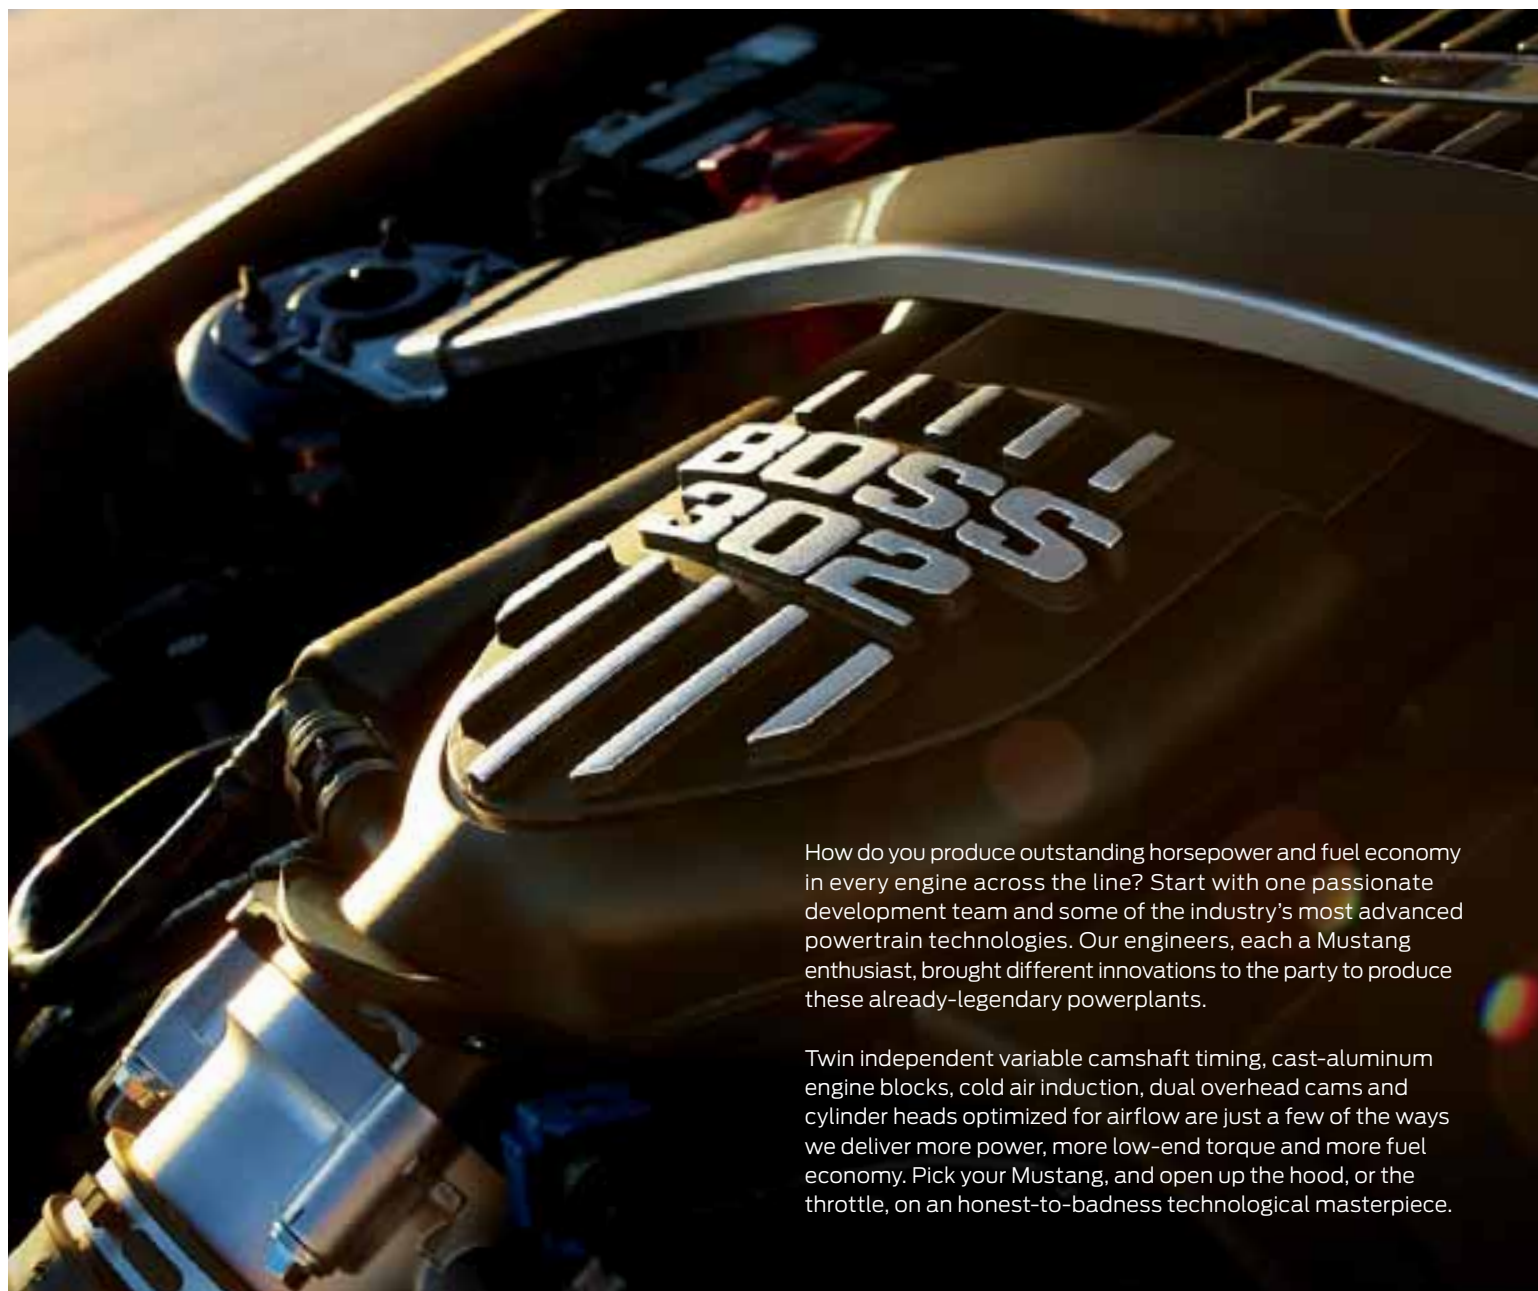 BOSS
302
How do you produce outstanding horsepower and fuel economy
in every engine across the line? Start with one passionate
development team and some of the industry’s most advanced
powertrain technologies. Our engineers, each a Mustang
enthusiast, brought different innovations to the party to produce
these already-legendary powerplants.
Twin independent variable camshaft timing, cast-aluminum
engine blocks, cold air induction, dual overhead cams and
cylinder heads optimized for airflow are just a few of the ways
we deliver more power, more low-end torque and more fuel
economy. Pick your Mustang, and open up the hood, or the
throttle, on an honest-to-badness technological masterpiece.